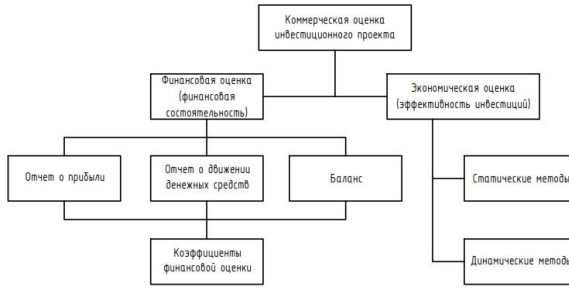 Коммерческая оценка
инвестиционного проекта
Финансовая оценка
(финансовая
состоятельность)
Экономическая оценка
(эффективность инвестиций)
Отчет о прибыли
Отчет о движении
денежных средств
Баланс
Статические методы
Коэффициенты
финансовой оценки
Динамические методы